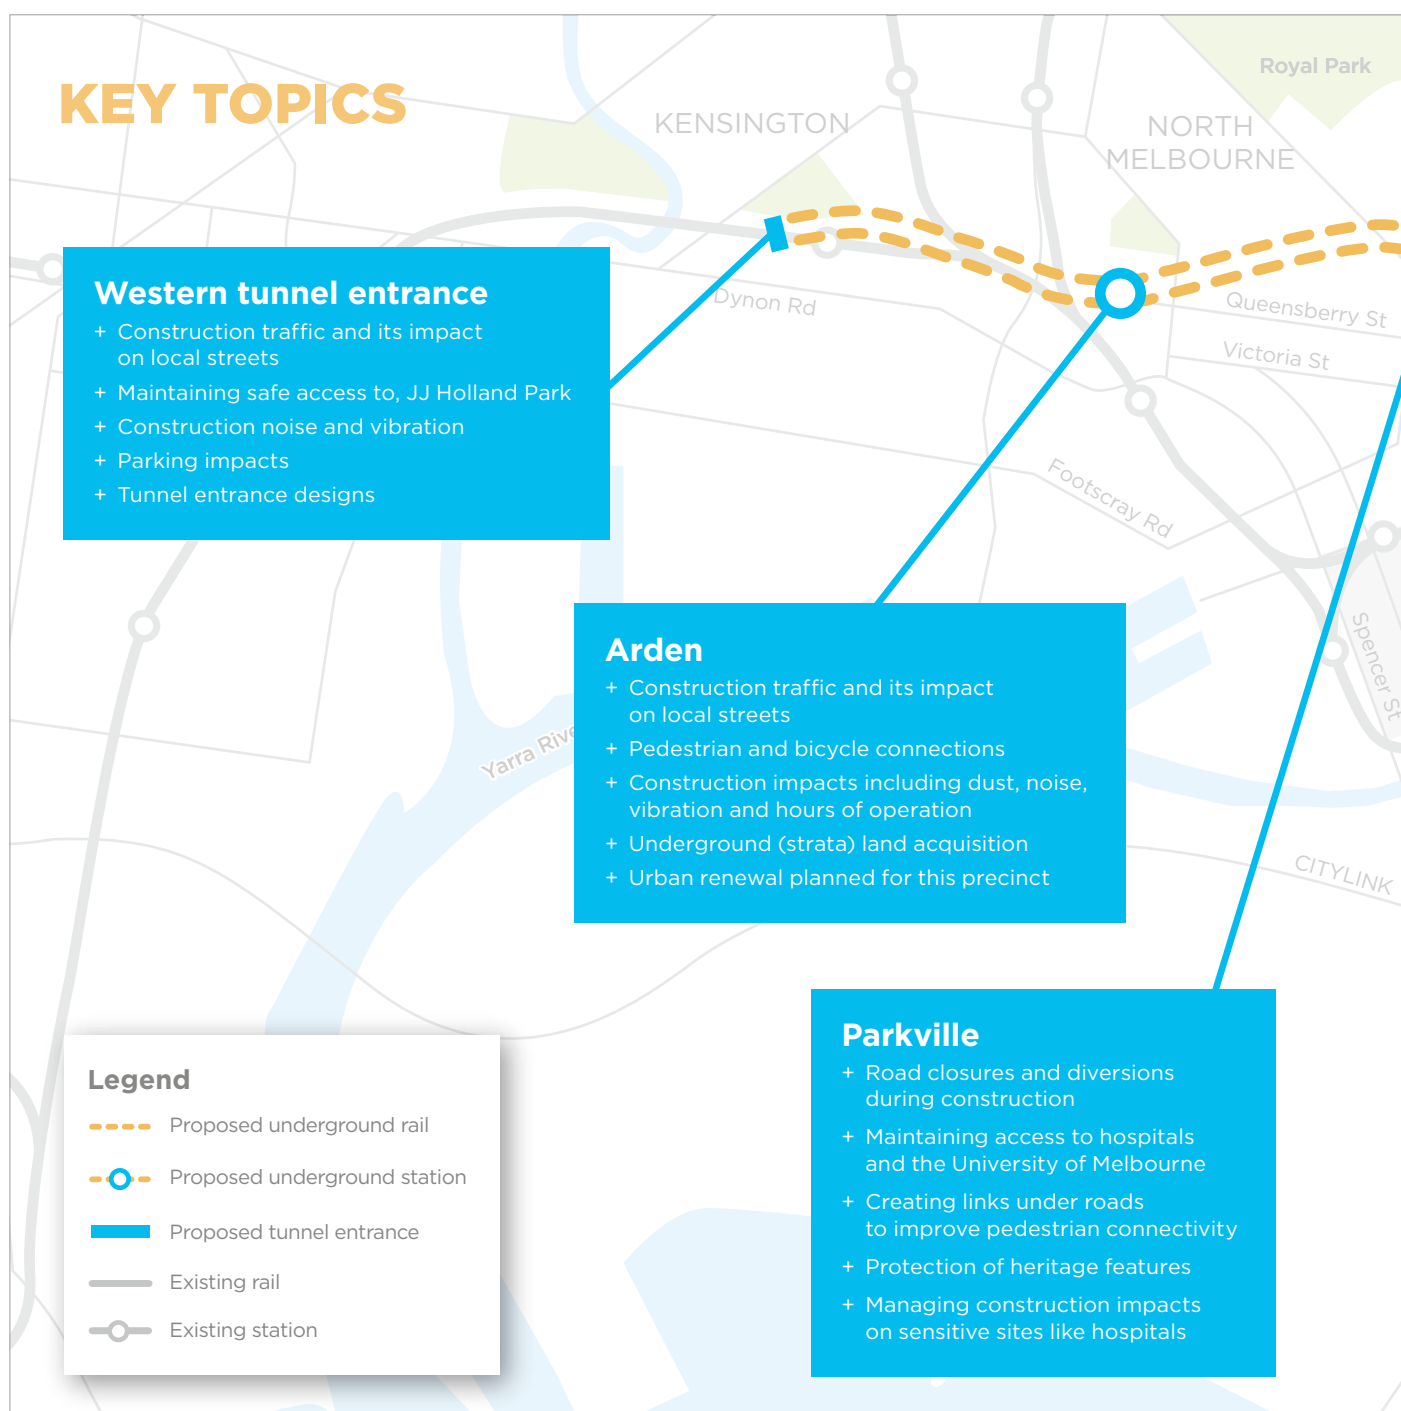 KEY TOPICS
Royal Park
KENSINGTON
NORTH
MELBOURNE
Western tunnel entrance
+ Construction traffic and its impact
on local streets
+ Maintaining safe access to, JJ Holland Park
+ Construction noise and vibration
+ Parking impacts
+ Tunnel entrance designs
Dynon Rd
Queensberry St
Victoria St
Footscray Rd
Spencer St
Arden
+ Construction traffic and its impact
on local streets
+ Pedestrian and bicycle connections
+ Construction impacts including dust, noise,
vibration and hours of operation
+ Underground (strata) land acquisition
+ Urban renewal planned for this precinct
Yarra Rive
CITYLINK
Parkville
+ Road closures and diversions
during construction
+ Maintaining access to hospitals
and the University of Melbourne
+ Creating links under roads
to improve pedestrian connectivity
+ Protection of heritage features
+ Managing construction impacts
on sensitive sites like hospitals
Legend
Proposed underground rail
Proposed underground station
Proposed tunnel entrance
Existing rail
Existing station